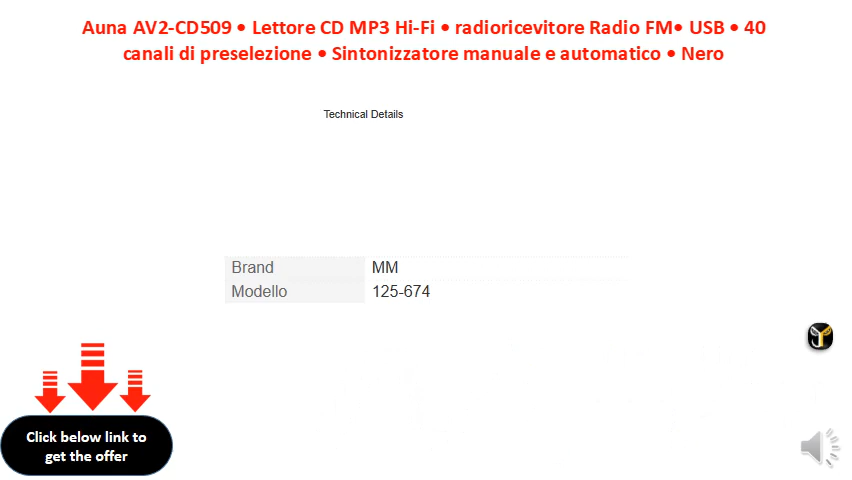 Auna AV2-CD509 • Lettore CD MP3 Hi-Fi • radioricevitore Radio FM• USB • 40
canali di preselezione • Sintonizzatore manuale e automatico • Nero
Technical Details
Brand MM
Modello 125-674
Click below link to
get the offer